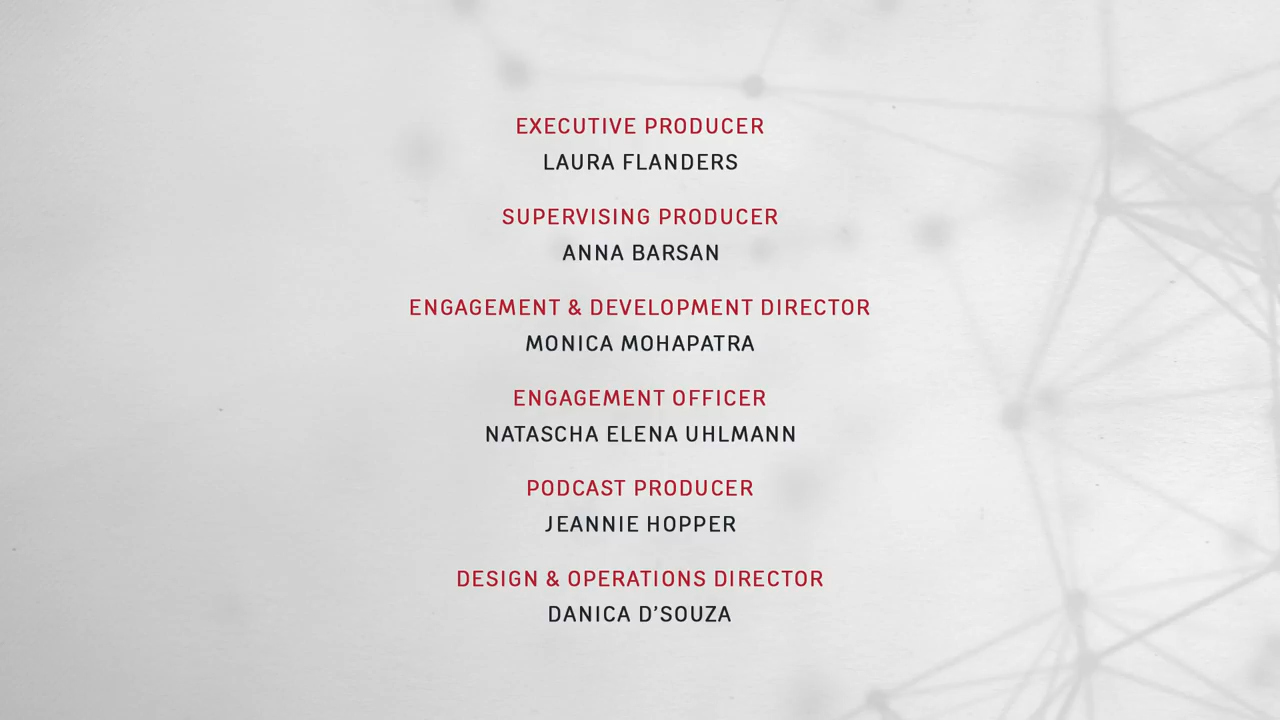 EXECUTIVE PRODUCER
LAURA FLANDERS
SUPERVISING PRODUCER
ANNA BARSAN
ENGAGEMENT & DEVELOPMENT DIRECTOR
MONICA MOHAPATRA
ENGAGEMENT OFFICER
NATASCHA ELENA UHLMANN
PODCAST PRODUCER
JEANNIE HOPPER
DESIGN & OPERATIONS DIRECTOR
DANICA D’SOUZA